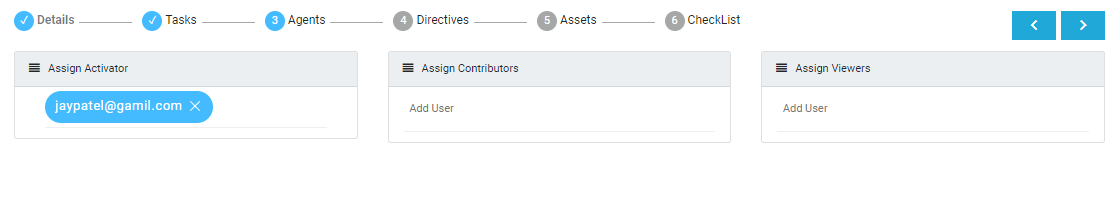 Details Tasks 3 Agents 4 Directives 5 Assets 6 CheckList
Assign Activator Assign Contributors Assign Viewers
jaypatel@gamil.com Add User Add User